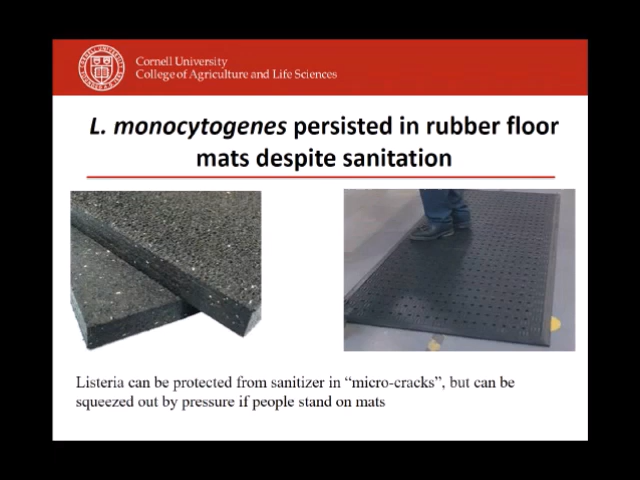 Cornell University
College of Agriculture and Life Sciences
L. monocytogenes persisted in rubber floor
mats despite sanitation
Listeria can be protected from sanitizer in “micro-cracks”, but can be
squeezed out by pressure if people stand on mats